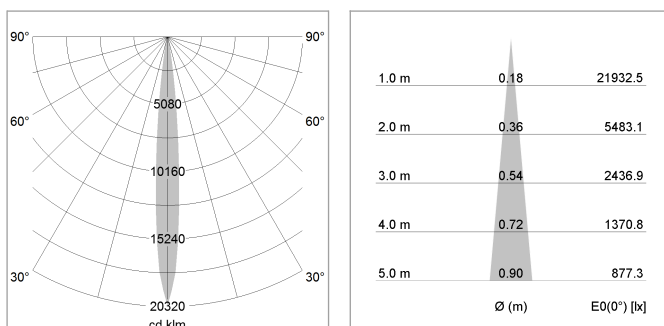 90° 90°
5080
60° 60°
10160
15240
30° 30°
20320
cd klm
1.0 m 0.18 21932.5
2.0 m 0.36 5483.1
3.0 m 0.54 2436.9
4.0 m 0.72 1370.8
5.0 m 0.90 877.3
Ø (m) E0(0°) [lx]